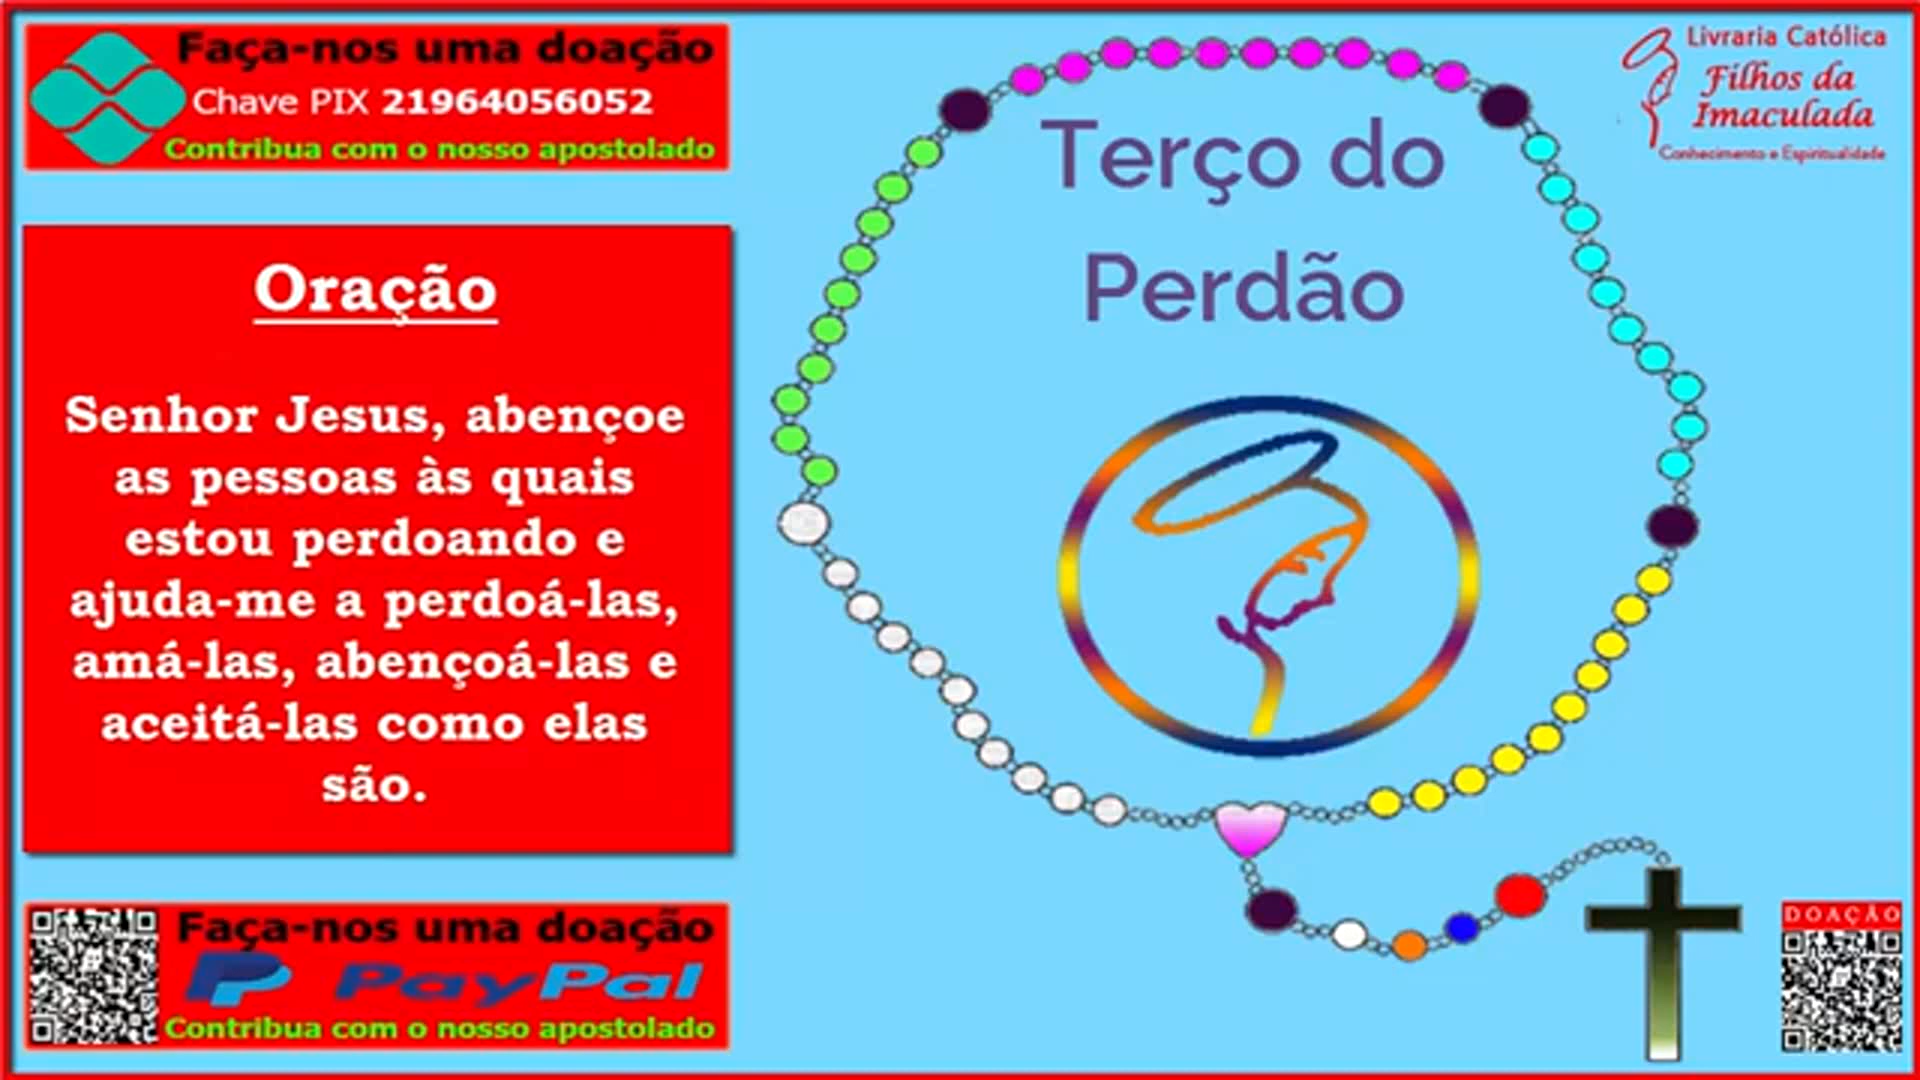 Faça-nos uma doação
Chave PIX 21964056052
Contribua com o nosso apostolado
Livraria Católica
Filhos da
Imaculada
Conhecimento e Espiritualidade
Terço do
Perdão
Oração
Senhor Jesus, abençoe
as pessoas às quais
estou perdoando e
ajuda-me a perdoá-las,
amá-las, abençoá-las e
aceitá-las como elas
são.
Faça-nos uma doação
PayPal
Contribua com o nosso apostolado
DOAÇÃO